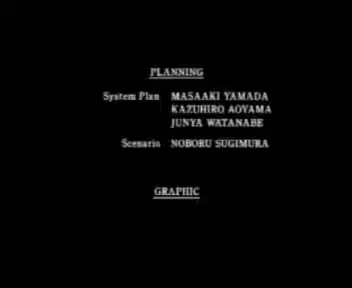 PLANNING
System Plan MASAAKI YAMADA
KAZUHIRO AOYAMA
JUNYA WATANABE
Scenario NOBORU SUGIMURA
GRAPHIC